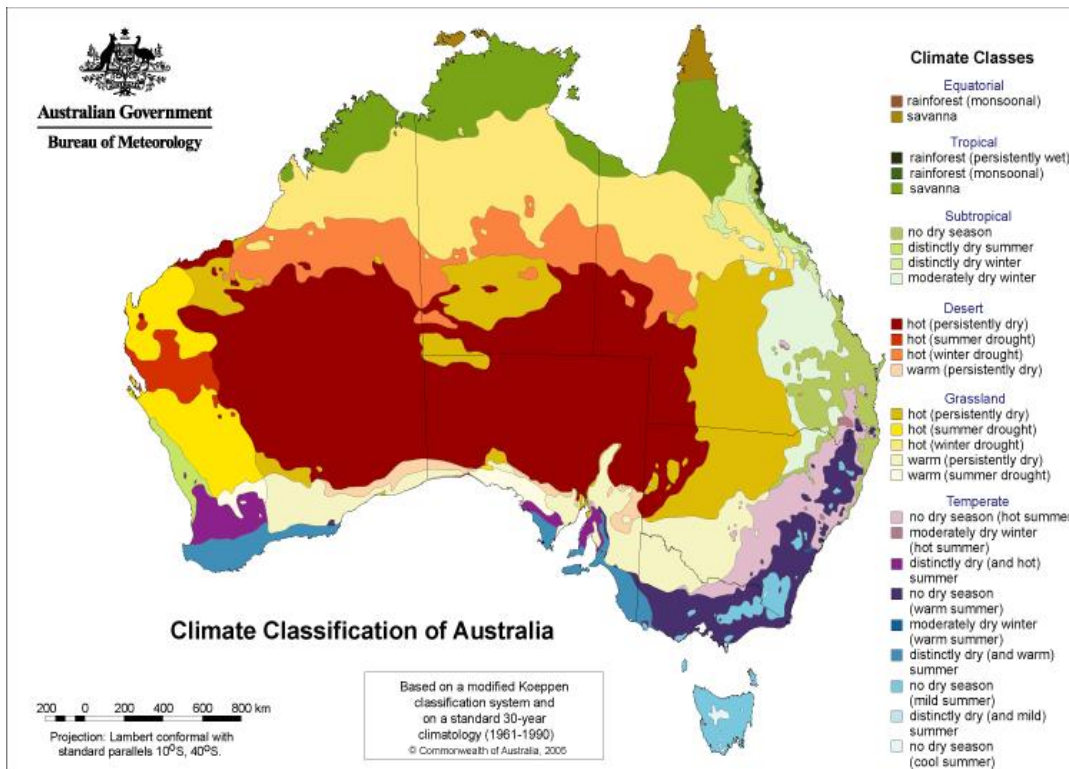 Australian Government
Bureau of Meteorology
Climate Classes
Equatorial
rainforest (monsoonal)
savanna
Tropical
rainforest (persistently wet)
rainforest (monsoonal)
savanna
Subtropical
no dry season
distinctly dry summer
distinctly dry winter
moderately dry winter
Desert
hot (persistently dry)
hot (summer drought)
hot (winter drought)
warm (persistently dry)
Grassland
hot (persistently dry)
hot (summer drought)
hot (winter drought)
warm (persistently dry)
warm (summer drought)
Temperate
no dry season (hot summer
moderately dry winter
(hot summer)
distinctly dry (and hot)
summer
no dry season
(warm summer)
moderately dry winter
(warm summer)
distinctly dry (and warm)
summer
no dry season
(mild summer)
distinctly dry (and mild)
summer
no dry season
(cool summer)
Climate Classification of Australia
Based on a modified Koeppen
classification system and
on a standard 30-year
climatology (1961-1990)
© Commonwealth of Australia, 2005
200 0 200 400 600 800 km
Projection: Lambert conformal with
standard parallels 10ºS, 40ºS.